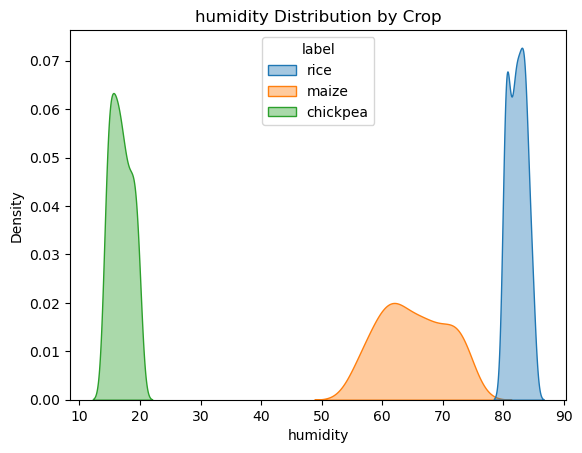 humidity Distribution by Crop
label
rice
maize
chickpea
Density
0.07
0.06
0.05
0.04
0.03
0.02
0.01
0.00
10 20 30 40 50 60 70 80 90
humidity